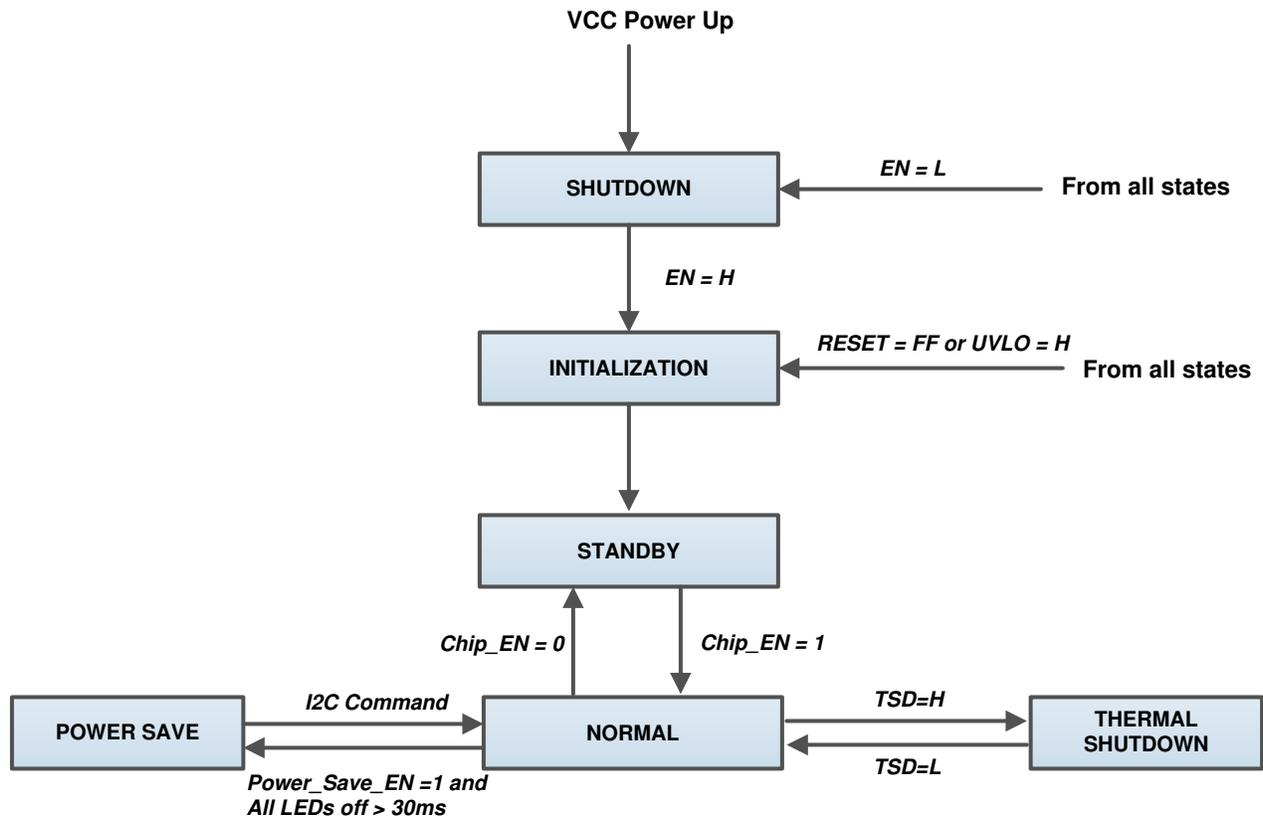 VCC Power Up
SHUTDOWN
EN = L
From all states
EN = H
INITIALIZATION
RESET = FF or UVLO = H
From all states
STANDBY
Chip_EN = 0
Chip_EN = 1
POWER SAVE
I2C Command
NORMAL
TSD=H
THERMAL
SHUTDOWN
TSD=L
Power_Save_EN =1 and
All LEDs off > 30ms